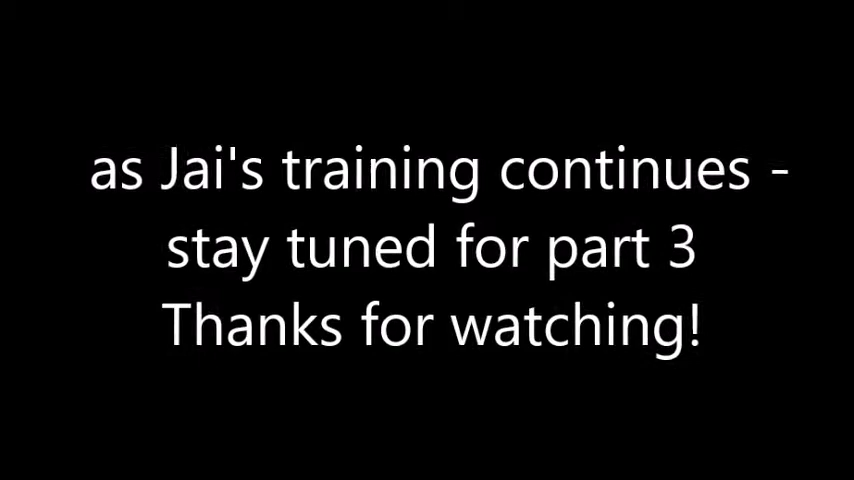 as Jai's training continues -
stay tuned for part 3
Thanks for watching!